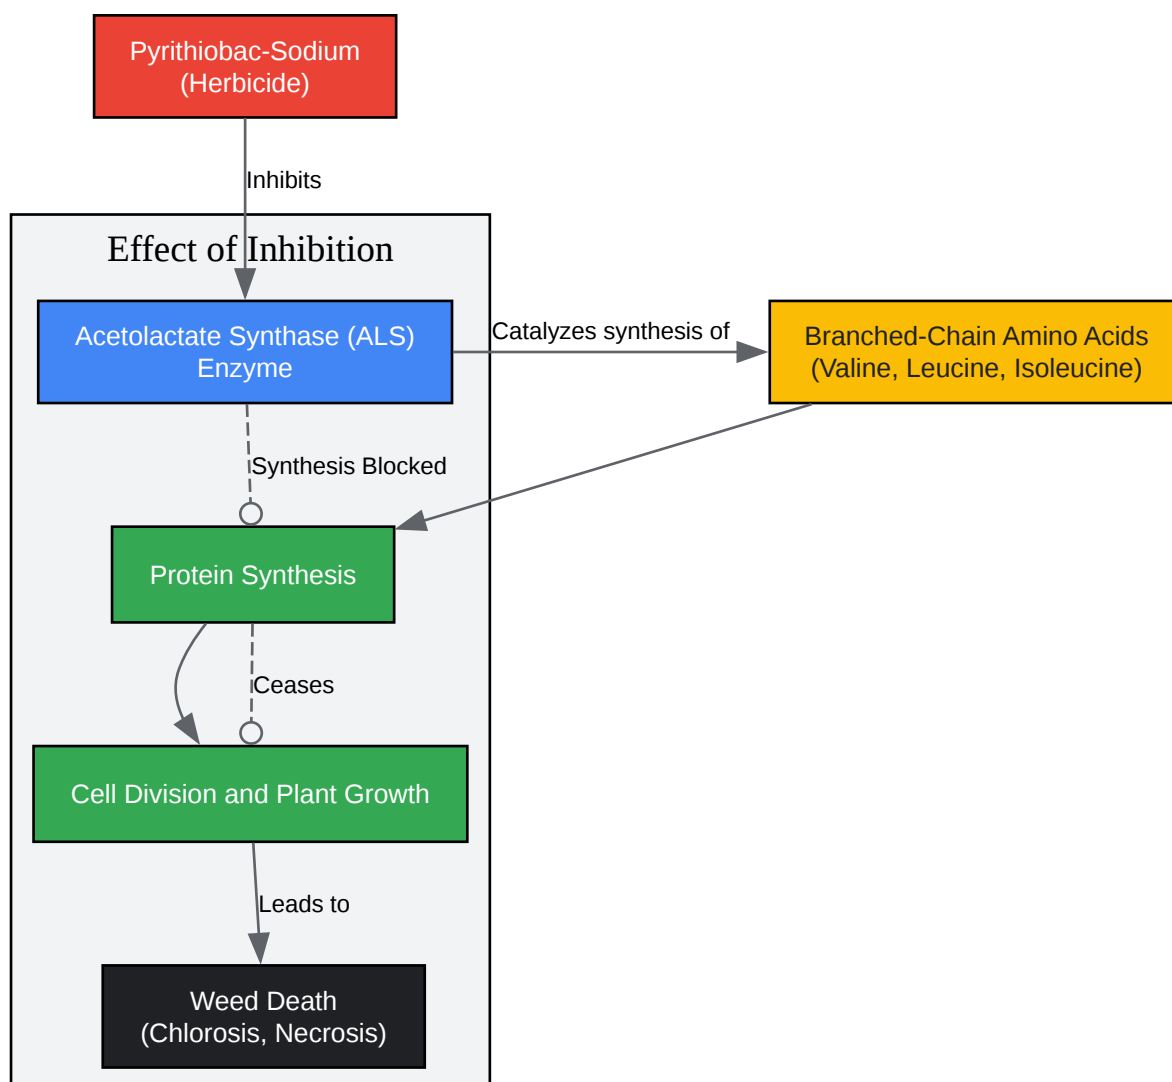 Pyrithiobac-Sodium
(Herbicide)
Inhibits
Effect of Inhibition
Acetolactate Synthase (ALS)
Enzyme
Catalyzes synthesis of
Branched-Chain Amino Acids
(Valine, Leucine, Isoleucine)
Synthesis Blocked
Protein Synthesis
Ceases
Cell Division and Plant Growth
Leads to
Weed Death
(Chlorosis, Necrosis)